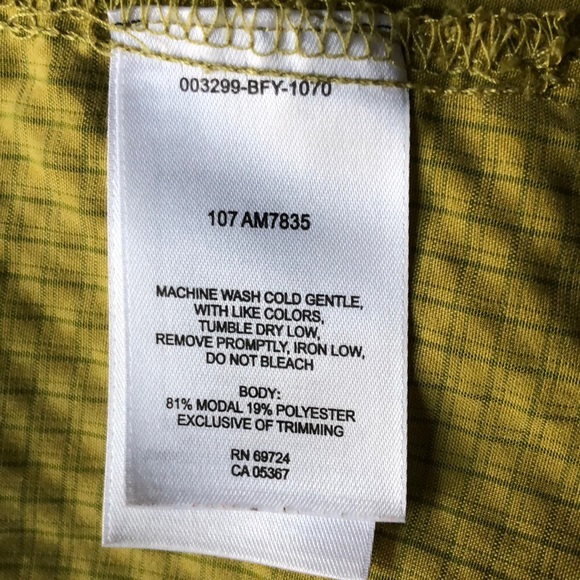 003299-BFY-1070
107 AM7835
MACHINE WASH COLD GENTLE,
WITH LIKE COLORS,
TUMBLE DRY LOW,
REMOVE PROMPTLY, IRON LOW,
DO NOT BLEACH
BODY:
81% MODAL 19% POLYESTER
EXCLUSIVE OF TRIMMING
RN 69724
CA 05367